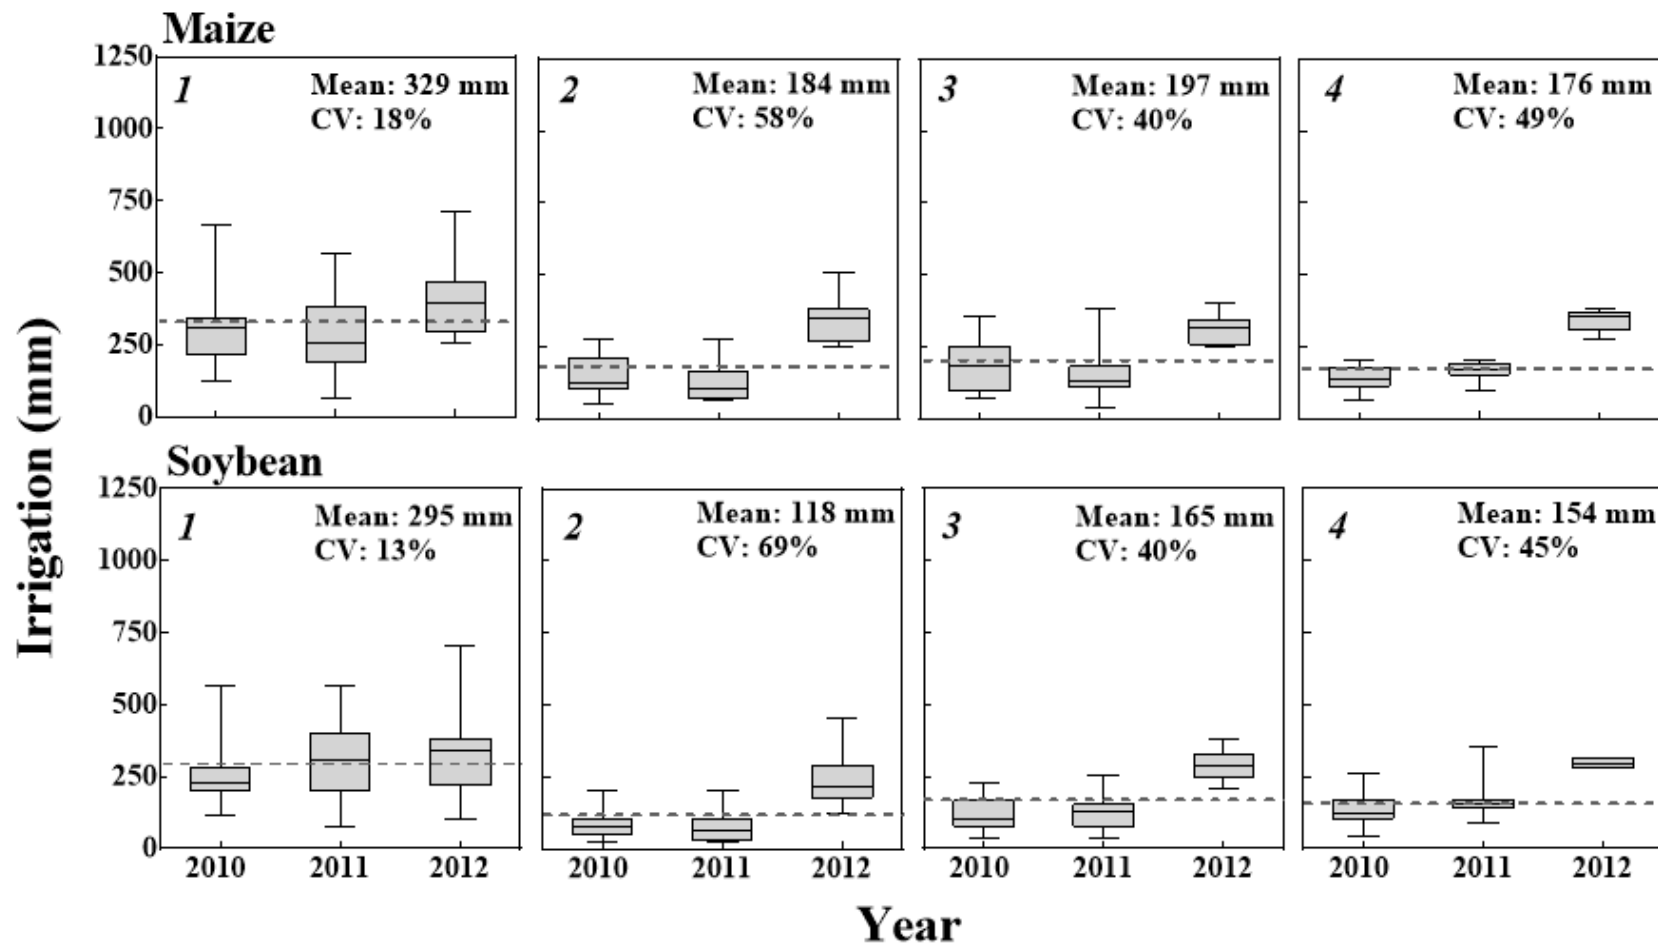 Maize
1250
1000
750
500
250
0
1
Mean: 329 mm
CV: 18%
2
Mean: 184 mm
CV: 58%
3
Mean: 197 mm
CV: 40%
4
Mean: 176 mm
CV: 49%
Irrigation (mm)
Soybean
1250
1000
750
500
250
0
1
Mean: 295 mm
CV: 13%
2
Mean: 118 mm
CV: 69%
3
Mean: 165 mm
CV: 40%
4
Mean: 154 mm
CV: 45%
2010 2011 2012
2010 2011 2012
2010 2011 2012
2010 2011 2012
Year